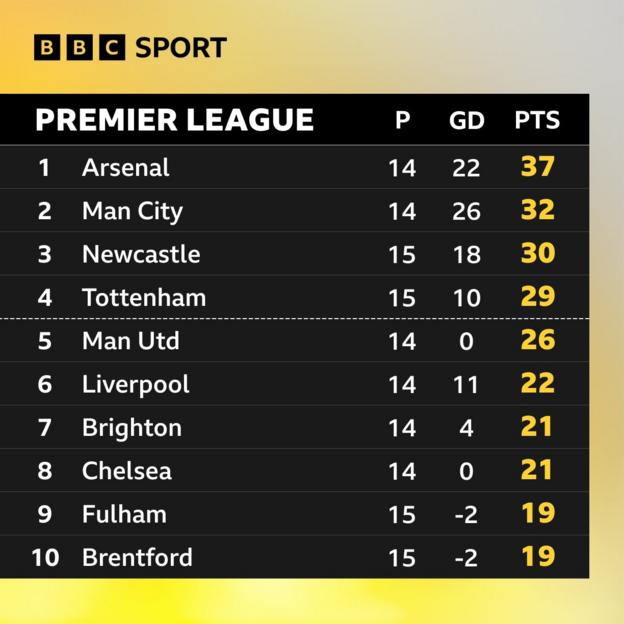 BBC SPORT
PREMIER LEAGUE P GD PTS
1 Arsenal 14 22 37
2 Man City 14 26 32
3 Newcastle 15 18 30
4 Tottenham 15 10 29
5 Man Utd 14 0 26
6 Liverpool 14 11 22
7 Brighton 14 4 21
8 Chelsea 14 0 21
9 Fulham 15 -2 19
10 Brentford 15 -2 19